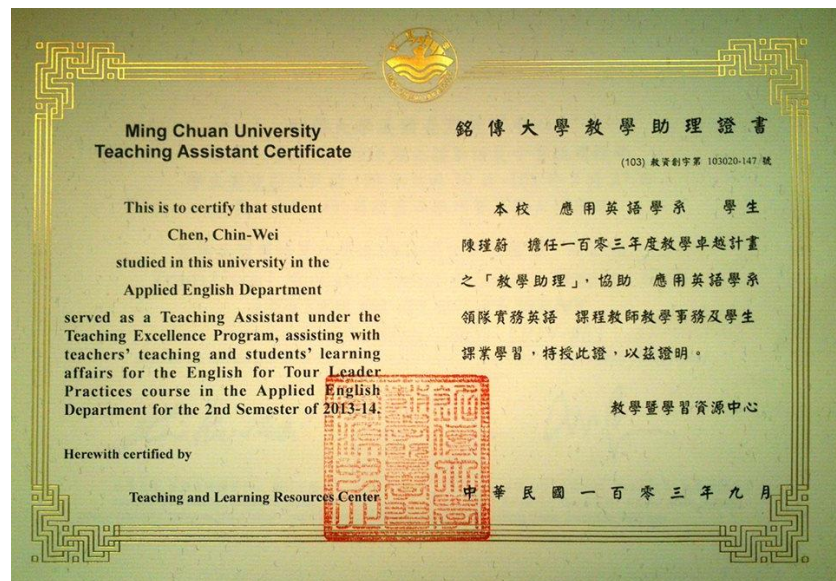 Ming Chuan University
Teaching Assistant Certificate
This is to certify that student
Chen, Chin-Wei
studied in this university in the
Applied English Department
served as a Teaching Assistant under the
Teaching Excellence Program, assisting with
teachers' teaching and students' learning
affairs for the English for Tour Leader
Practices course in the Applied English
Department for the 2nd Semester of 2013-14.
Herewith certified by
Teaching and Learning Resources Center
銘傳大學教學助理證書
(103) 教資創字第 103020-147 號
本校 應用英語學系 學生
陳瑾蔚 擔任一百零三年度教學卓越計畫
之「教學助理」，協助 應用英語學系
領隊實務英語 課程教師教學事務及學生
課業學習，特授此證，以茲證明。
教學暨學習資源中心
中華民國一百零三年九月